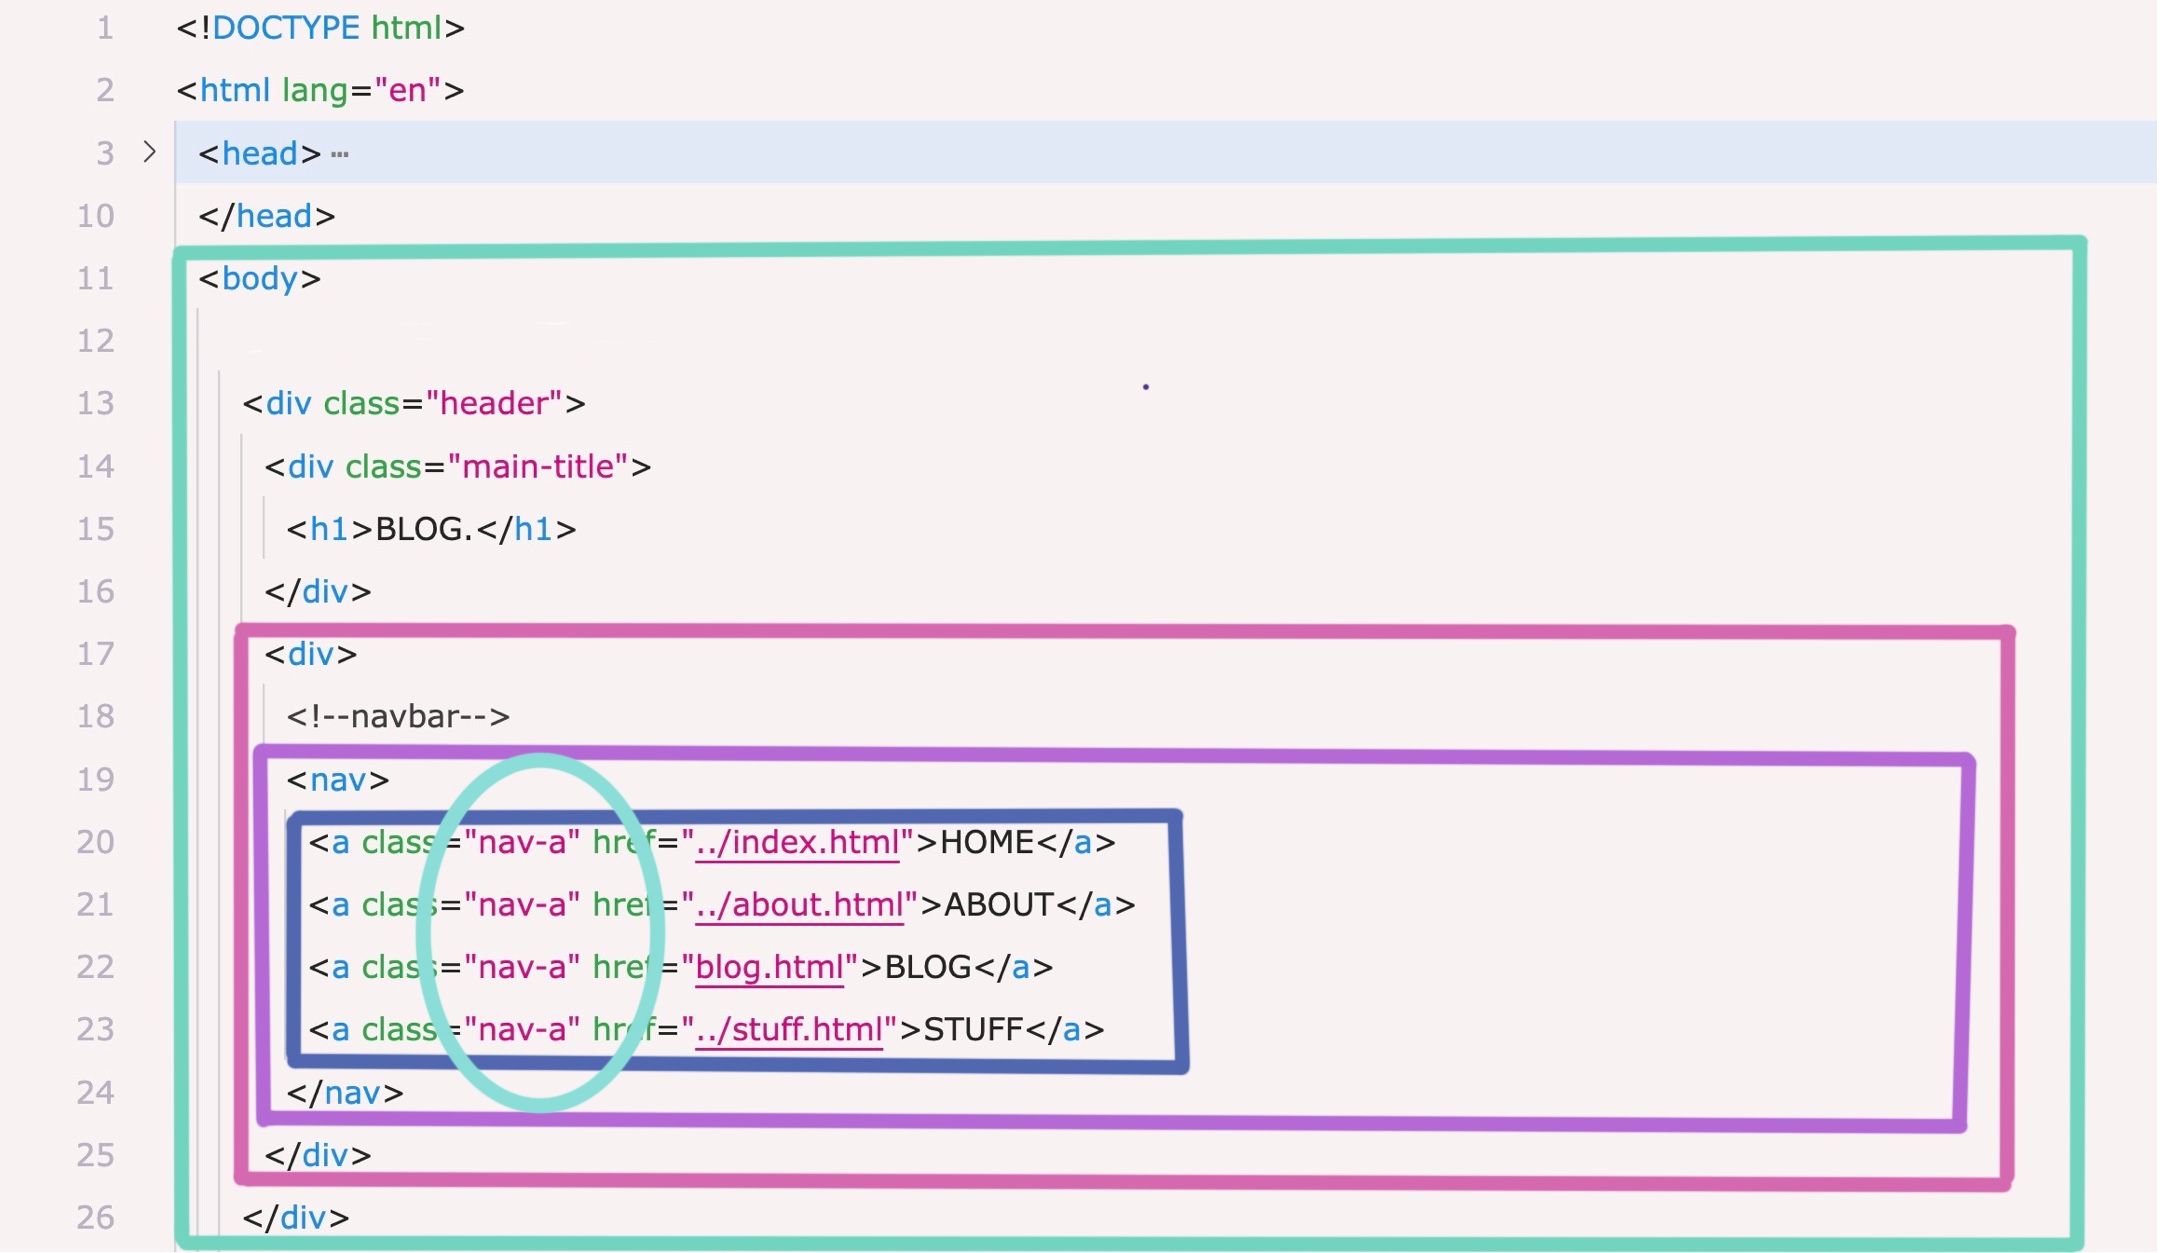 1 <!DOCTYPE html>
2 <html lang="en">
3 > <head> ⋯
10 </head>
11 <body>
12
13 <div class="header">
14 <div class="main-title">
15 <h1>BLOG.</h1>
16 </div>
17 <div>
18 <!--navbar-->
19 <nav>
20 <a class="nav-a" href="../index.html">HOME</a>
21 <a class="nav-a" href="../about.html">ABOUT</a>
22 <a class="nav-a" href="blog.html">BLOG</a>
23 <a class="nav-a" href="../stuff.html">STUFF</a>
24 </nav>
25 </div>
26 </div>